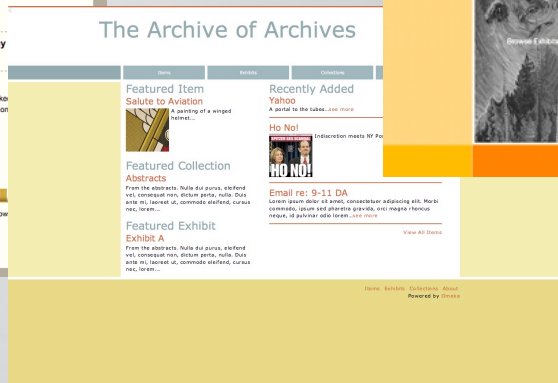 The Archive of Archives
Browse Exhibits
Items
Exhibits
Collections
Featured Item
Salute to Aviation
A painting of a winged
helmet...
Featured Collection
Abstracts
From the abstracts. Nulla dui purus, eleifend
vel, consequat non, dictum perta, nulla. Duis
ante mi, laoreet ut, commodo eleifend, cursus
nec, lorem...
Featured Exhibit
Exhibit A
From the abstracts. Nulla dui purus, eleifend
vel, consequat non, dictum perta, nulla. Duis
ante mi, laoreet ut, commodo eleifend, cursus
nec, lorem...
Recently Added
Yahoo
A portal to the tubes...see more
Ho No!
Indiscretion meets NY Pos
HO NO!
Email re: 9-11 DA
Lorem ipsum dolor sit amet, consectetuer adipiscing elit. Morbi
commodo, ipsum sed pharetra gravida, orci magna rhoncus
neque, id pulvinar odio lorem...see more
View All Items
Items Exhibits Collections About
Powered by Omeka